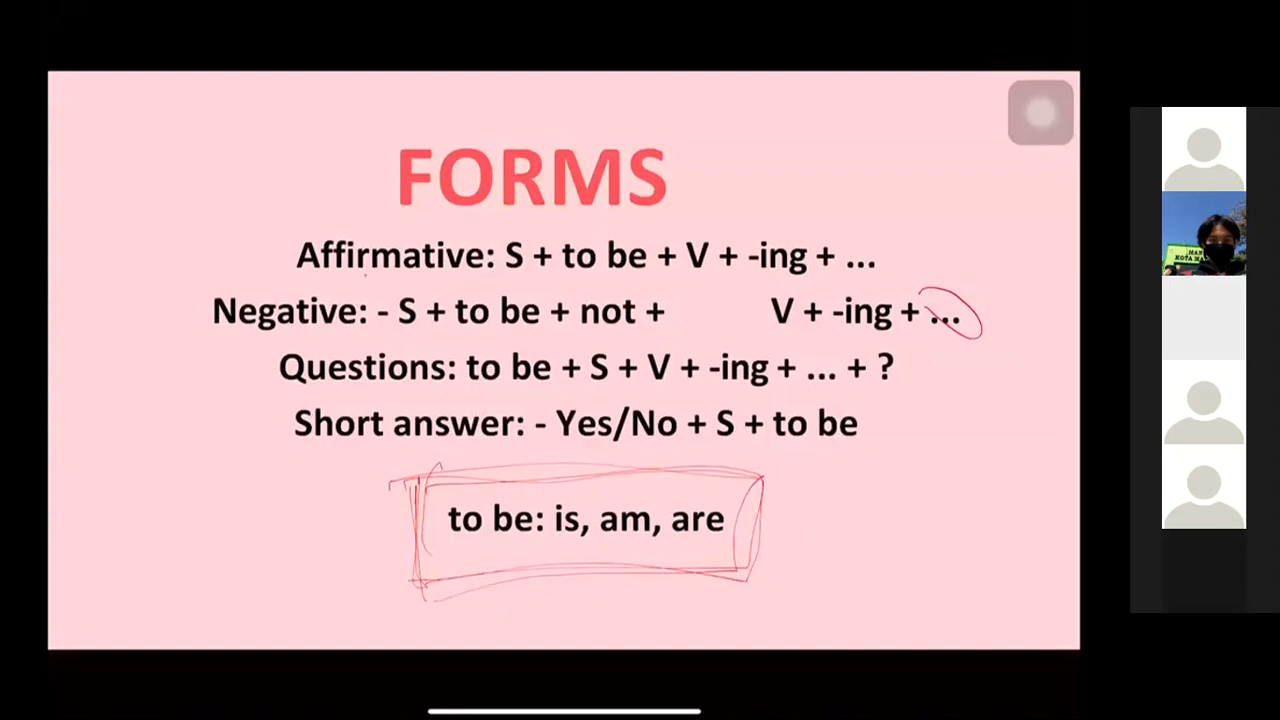 FORMS
Affirmative: S + to be + V + -ing + ...
Negative: - S + to be + not + V + -ing + ...
Questions: to be + S + V + -ing + ... + ?
Short answer: - Yes/No + S + to be
to be: is, am, are
KOTA